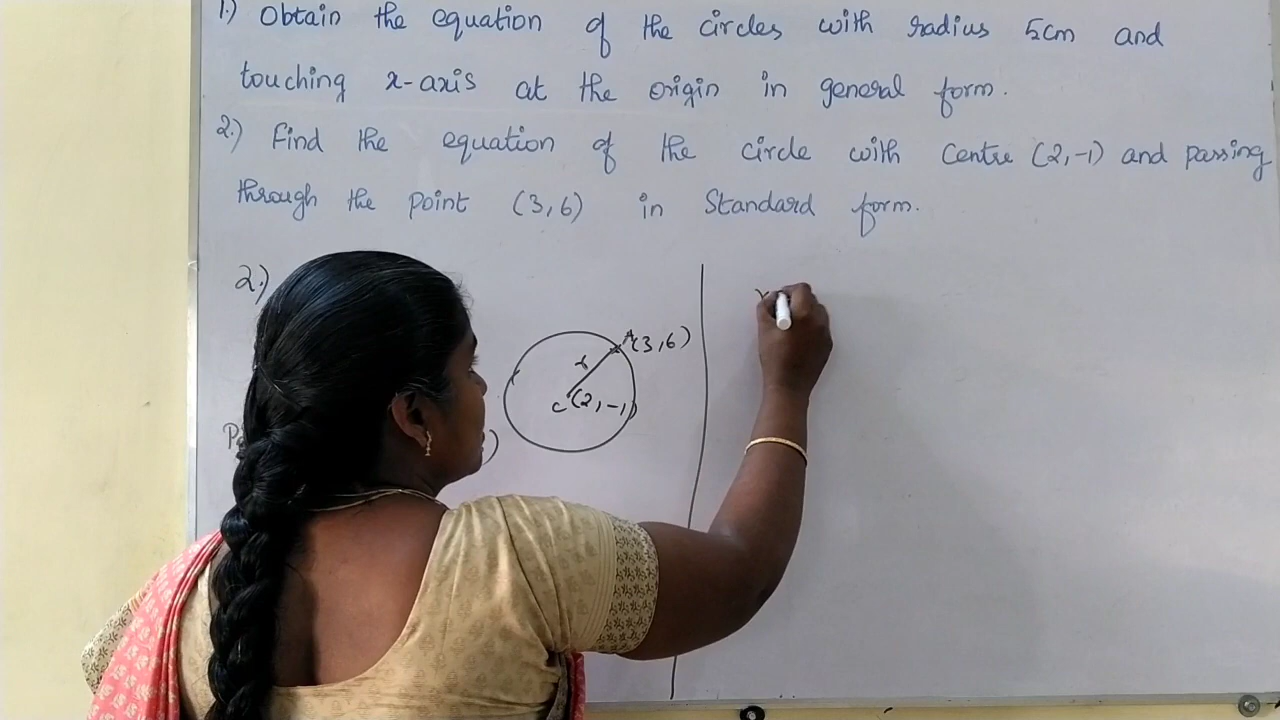 1.) Obtain the equation of the circles with radius 5cm and
touching x-axis at the origin in general form.
2.) Find the equation of the circle with centre (2,-1) and passing
through the point (3,6) in Standard form.
2.)
A(3,6)
r
C(2,-1)
)